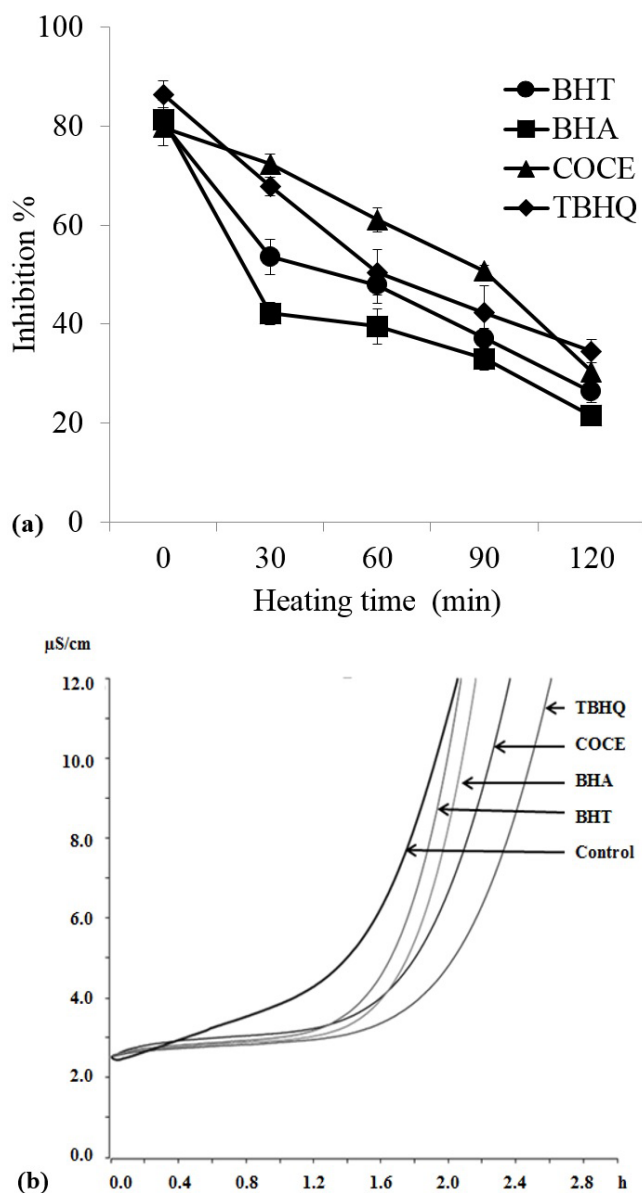 100
80
60
40
20
0
Inhibition %
BHT
BHA
COCE
TBHQ
(a)
0 30 60 90 120
Heating time (min)
µS/cm
12.0
10.0
8.0
6.0
4.0
2.0
0.0
TBHQ
COCE
BHA
BHT
Control
(b)
0.0 0.4 0.8 1.2 1.6 2.0 2.4 2.8 h